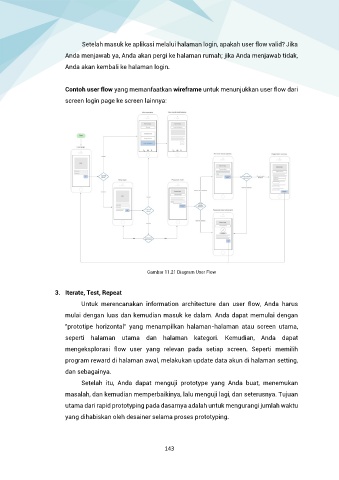 Setelah masuk ke aplikasi melalui halaman login, apakah user flow valid? Jika
Anda menjawab ya, Anda akan pergi ke halaman rumah; jika Anda menjawab tidak,
Anda akan kembali ke halaman login.
Contoh user flow yang memanfaatkan wireframe untuk menunjukkan user flow dari
screen login page ke screen lainnya:
Gambar 11.21 Diagram User Flow
3. Iterate, Test, Repeat
Untuk merencanakan information architecture dan user flow, Anda harus
mulai dengan luas dan kemudian masuk ke dalam. Anda dapat memulai dengan
"prototipe horizontal" yang menampilkan halaman-halaman atau screen utama,
seperti halaman utama dan halaman kategori. Kemudian, Anda dapat
mengeksplorasi flow user yang relevan pada setiap screen. Seperti memilih
program reward di halaman awal, melakukan update data akun di halaman setting,
dan sebagainya.
Setelah itu, Anda dapat menguji prototype yang Anda buat, menemukan
masalah, dan kemudian memperbaikinya, lalu menguji lagi, dan seterusnya. Tujuan
utama dari rapid prototyping pada dasarnya adalah untuk mengurangi jumlah waktu
yang dihabiskan oleh desainer selama proses prototyping.
143